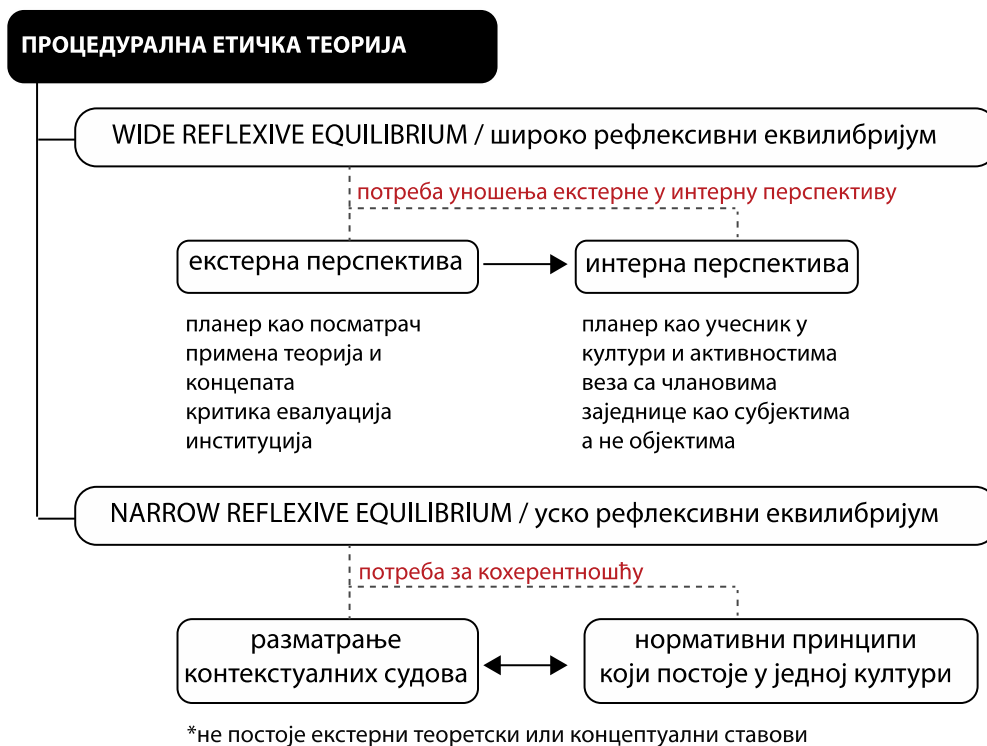 ПРОЦЕДУРАЛНА ЕТИЧКА ТЕОРИЈА
WIDE REFLEXIVE EQUILIBRIUM / широко рефлексивни еквилибријум
потреба уношења екстерне у интерну перспективу
екстерна перспектива
интерна перспектива
планер као посматрач
примена теорија и
концепата
критика евалуација
институција
планер као учесник у
култури и активностима
веза са члановима
заједнице као субјектима
а не објектима
NARROW REFLEXIVE EQUILIBRIUM / уско рефлексивни еквилибријум
потреба за кохерентношћу
разматрање
контекстуалних судова
нормативни принципи
који постоје у једној култури
*не постоје екстерни теоретски или концептуални ставови